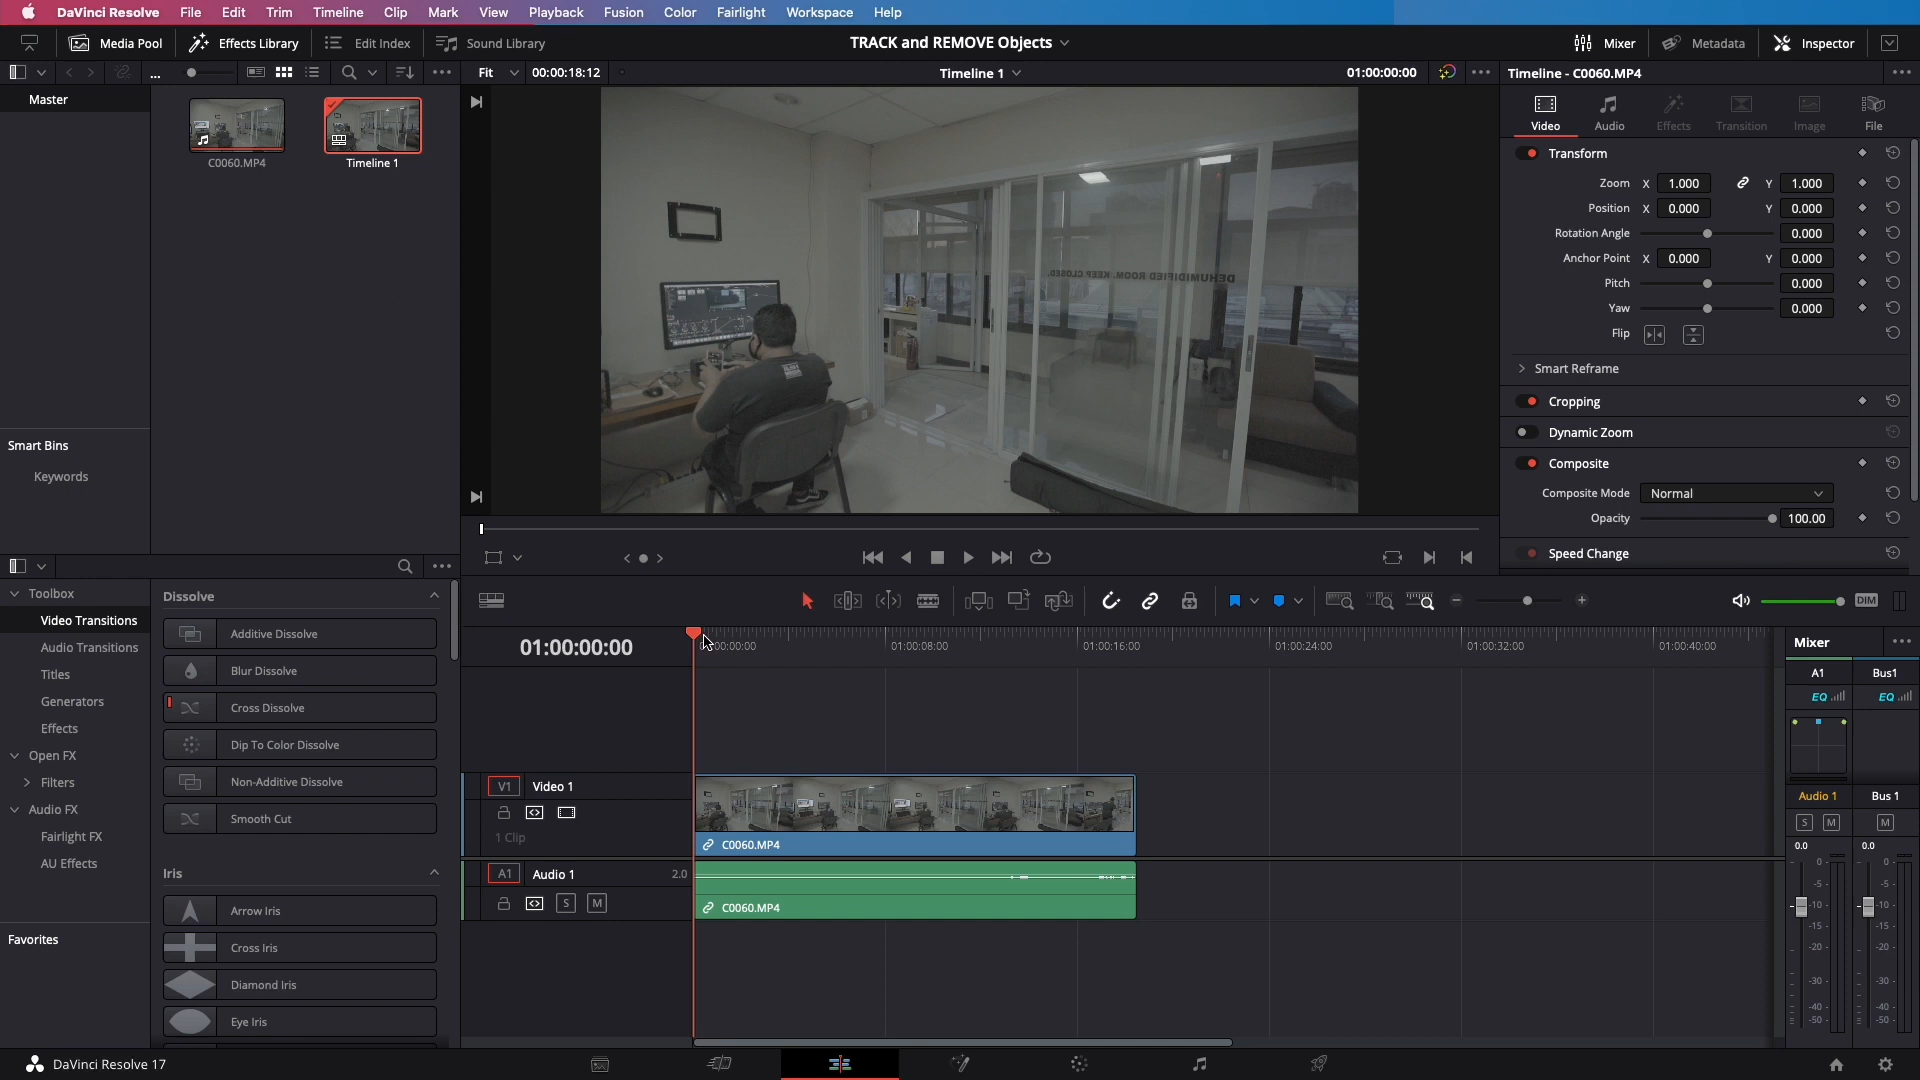 DaVinci Resolve File Edit Trim Timeline Clip Mark View Playback Fusion Color Fairlight Workspace Help
Media Pool Effects Library Edit Index Sound Library TRACK and REMOVE Objects Mixer Metadata Inspector
... Fit 00:00:18:12 Timeline 1 01:00:00:00 Timeline - C0060.MP4
Master
C0060.MP4 Timeline 1
Smart Bins
Keywords
DEHUMIDIFIED ROOM. KEEP CLOSED.
Video Audio Effects Transition Image File
Transform
Zoom X 1.000 Y 1.000
Position X 0.000 Y 0.000
Rotation Angle 0.000
Anchor Point X 0.000 Y 0.000
Pitch 0.000
Yaw 0.000
Flip
Smart Reframe
Cropping
Dynamic Zoom
Composite
Composite Mode Normal
Opacity 100.00
Speed Change
Toolbox
Video Transitions
Audio Transitions
Titles
Generators
Effects
Open FX
Filters
Audio FX
Fairlight FX
AU Effects
Favorites
Dissolve
Additive Dissolve
Blur Dissolve
Cross Dissolve
Dip To Color Dissolve
Non-Additive Dissolve
Smooth Cut
Iris
Arrow Iris
Cross Iris
Diamond Iris
Eye Iris
DIM
01:00:00:00
01:00:08:00 01:00:16:00 01:00:24:00 01:00:32:00 01:00:40:00
V1 Video 1
1 Clip
C0060.MP4
A1 Audio 1 2.0
S M
C0060.MP4
Mixer
A1 Bus1
EQ EQ
Audio 1 Bus 1
S M M
0.0 0.0
0 0
-5 -5
-10 -10
-15 -15
-20 -20
-30 -30
-40 -40
-50 -50
DaVinci Resolve 17